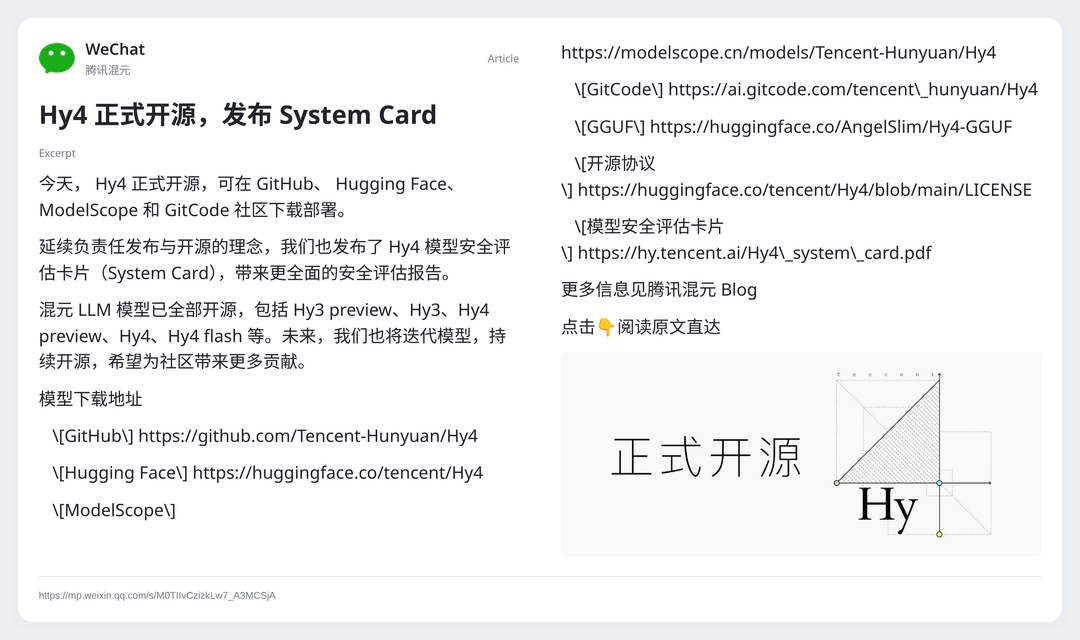 WeChat
腾讯混元
Article
Hy4 正式开源，发布 System Card
Excerpt
今天， Hy4 正式开源，可在 GitHub、 Hugging Face、
ModelScope 和 GitCode 社区下载部署。
延续负责任发布与开源的理念，我们也发布了 Hy4 模型安全评
估卡片（System Card），带来更全面的安全评估报告。
混元 LLM 模型已全部开源，包括 Hy3 preview、Hy3、Hy4
preview、Hy4、Hy4 flash 等。未来，我们也将迭代模型，持
续开源，希望为社区带来更多贡献。
模型下载地址
\[GitHub\] https://github.com/Tencent-Hunyuan/Hy4
\[Hugging Face\] https://huggingface.co/tencent/Hy4
\[ModelScope\]
https://modelscope.cn/models/Tencent-Hunyuan/Hy4
\[GitCode\] https://ai.gitcode.com/tencent\_hunyuan/Hy4
\[GGUF\] https://huggingface.co/AngelSlim/Hy4-GGUF
\[开源协议
\] https://huggingface.co/tencent/Hy4/blob/main/LICENSE
\[模型安全评估卡片
\] https://hy.tencent.ai/Hy4\_system\_card.pdf
更多信息见腾讯混元 Blog
点击👇阅读原文直达
Tencent
正式开源
Hy
https://mp.weixin.qq.com/s/M0TIIvCzizkLw7_A3MCSjA